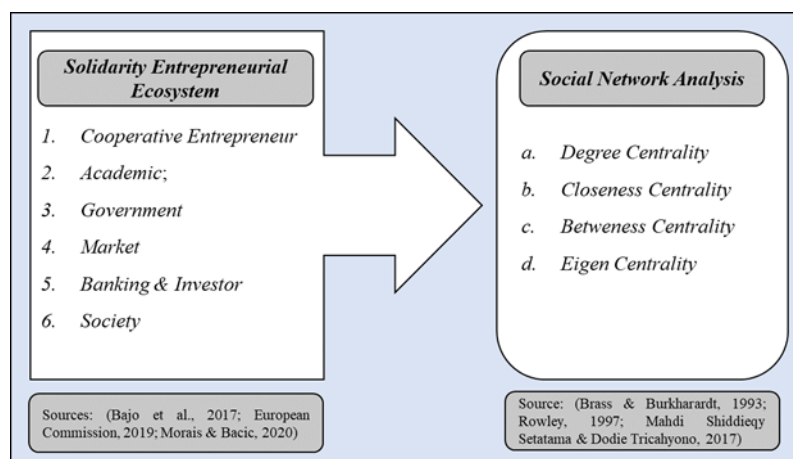 Solidarity Entrepreneurial
Ecosystem
1. Cooperative Entrepreneur
2. Academic;
3. Government
4. Market
5. Banking & Investor
6. Society
Sources: (Bajo et al., 2017; European
Commission, 2019; Morais & Bacic, 2020)
Social Network Analysis
a. Degree Centrality
b. Closeness Centrality
c. Betweness Centrality
d. Eigen Centrality
Source: (Brass & Burkharardt, 1993;
Rowley, 1997; Mahdi Shiddieqy
Setatama & Dodie Tricahyono, 2017)